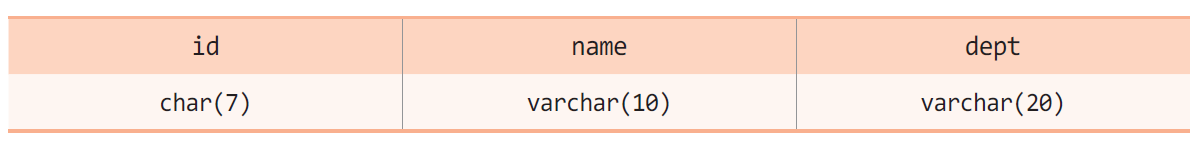 id name dept
char(7) varchar(10) varchar(20)